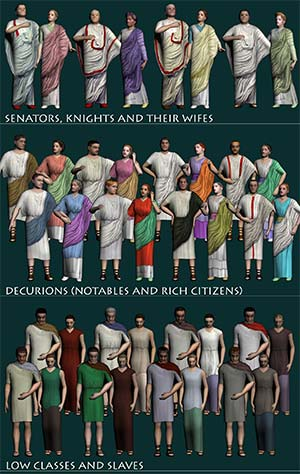 SENATORS, KNIGHTS AND THEIR WIFES
DECURIONS (NOTABLES AND RICH CITIZENS)
LOW CLASSES AND SLAVES